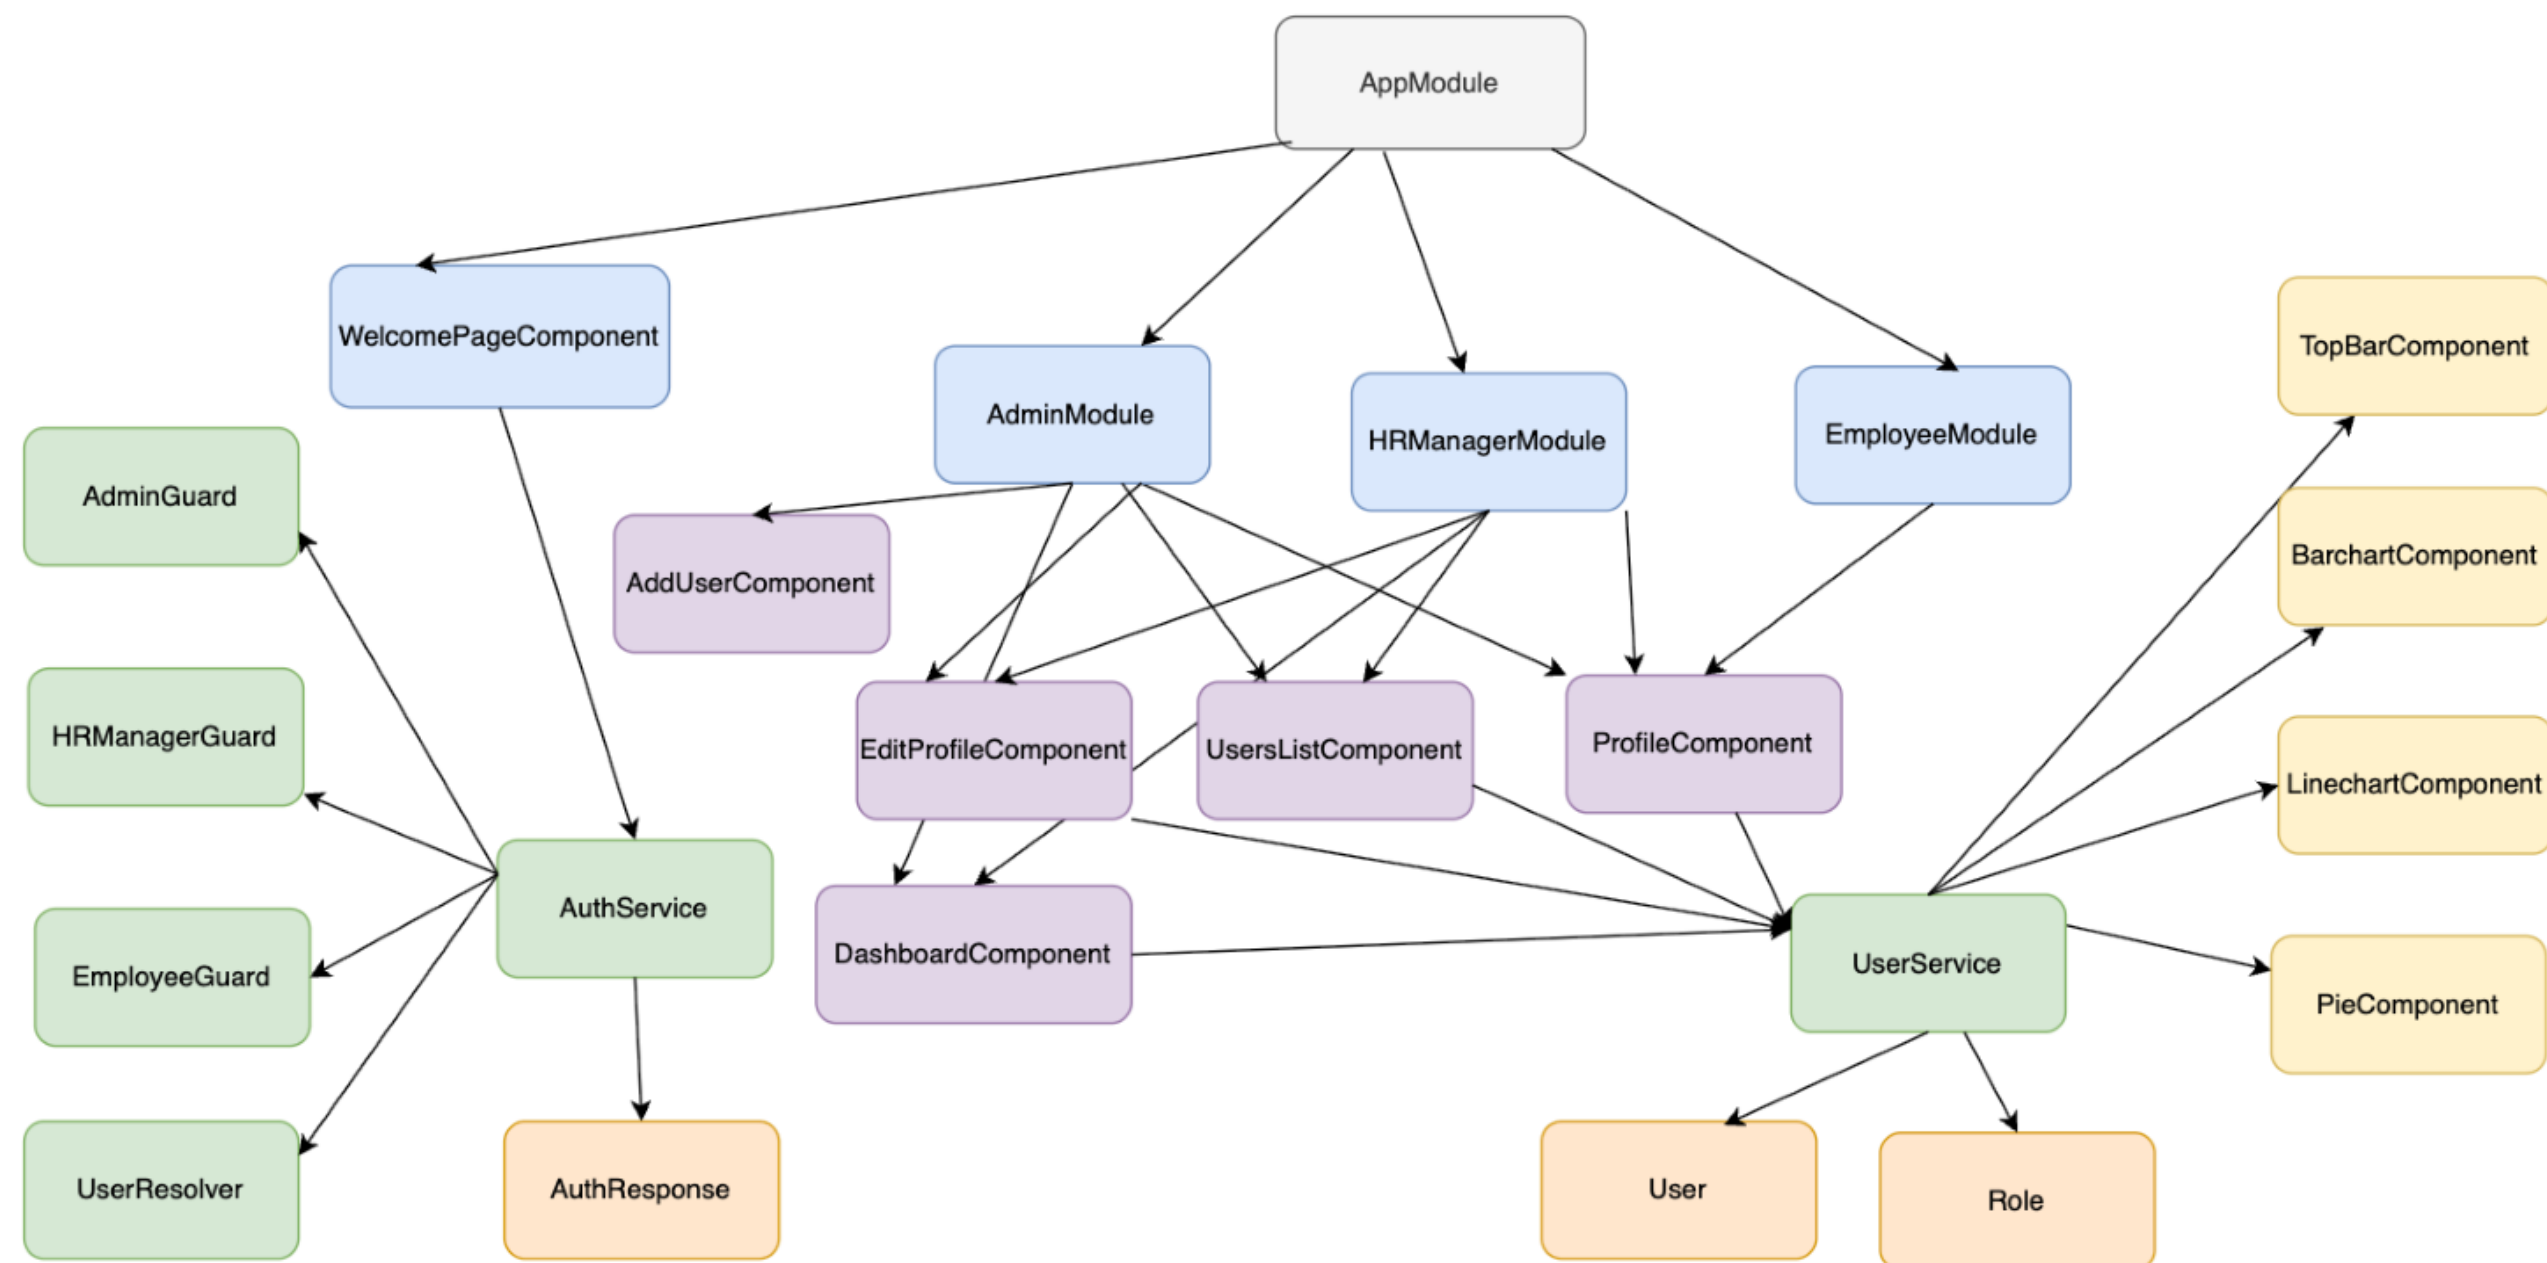 AppModule
WelcomePageComponent
TopBarComponent
AdminModule
HRManagerModule
EmployeeModule
AdminGuard
BarchartComponent
AddUserComponent
HRManagerGuard
EditProfileComponent
UsersListComponent
ProfileComponent
LinechartComponent
AuthService
DashboardComponent
UserService
EmployeeGuard
PieComponent
UserResolver
AuthResponse
User
Role